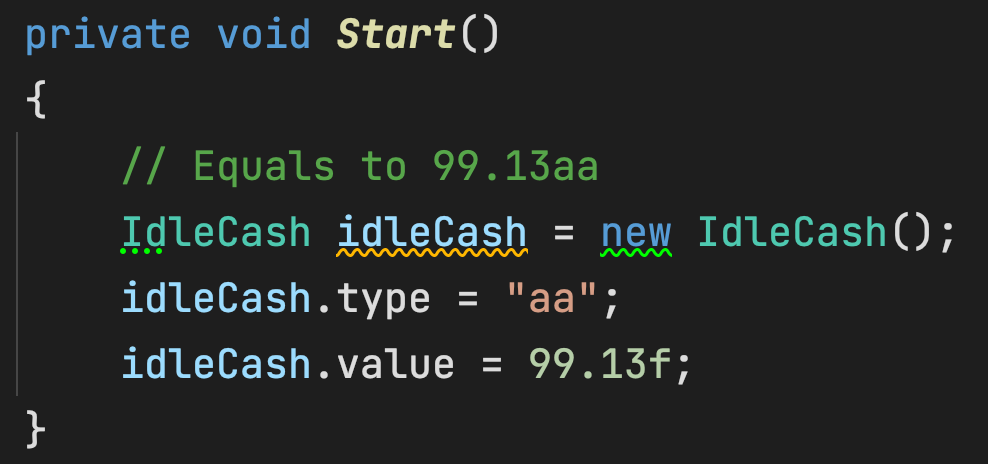 private void Start()
{
// Equals to 99.13aa
IdleCash idleCash = new IdleCash();
idleCash.type = "aa";
idleCash.value = 99.13f;
}